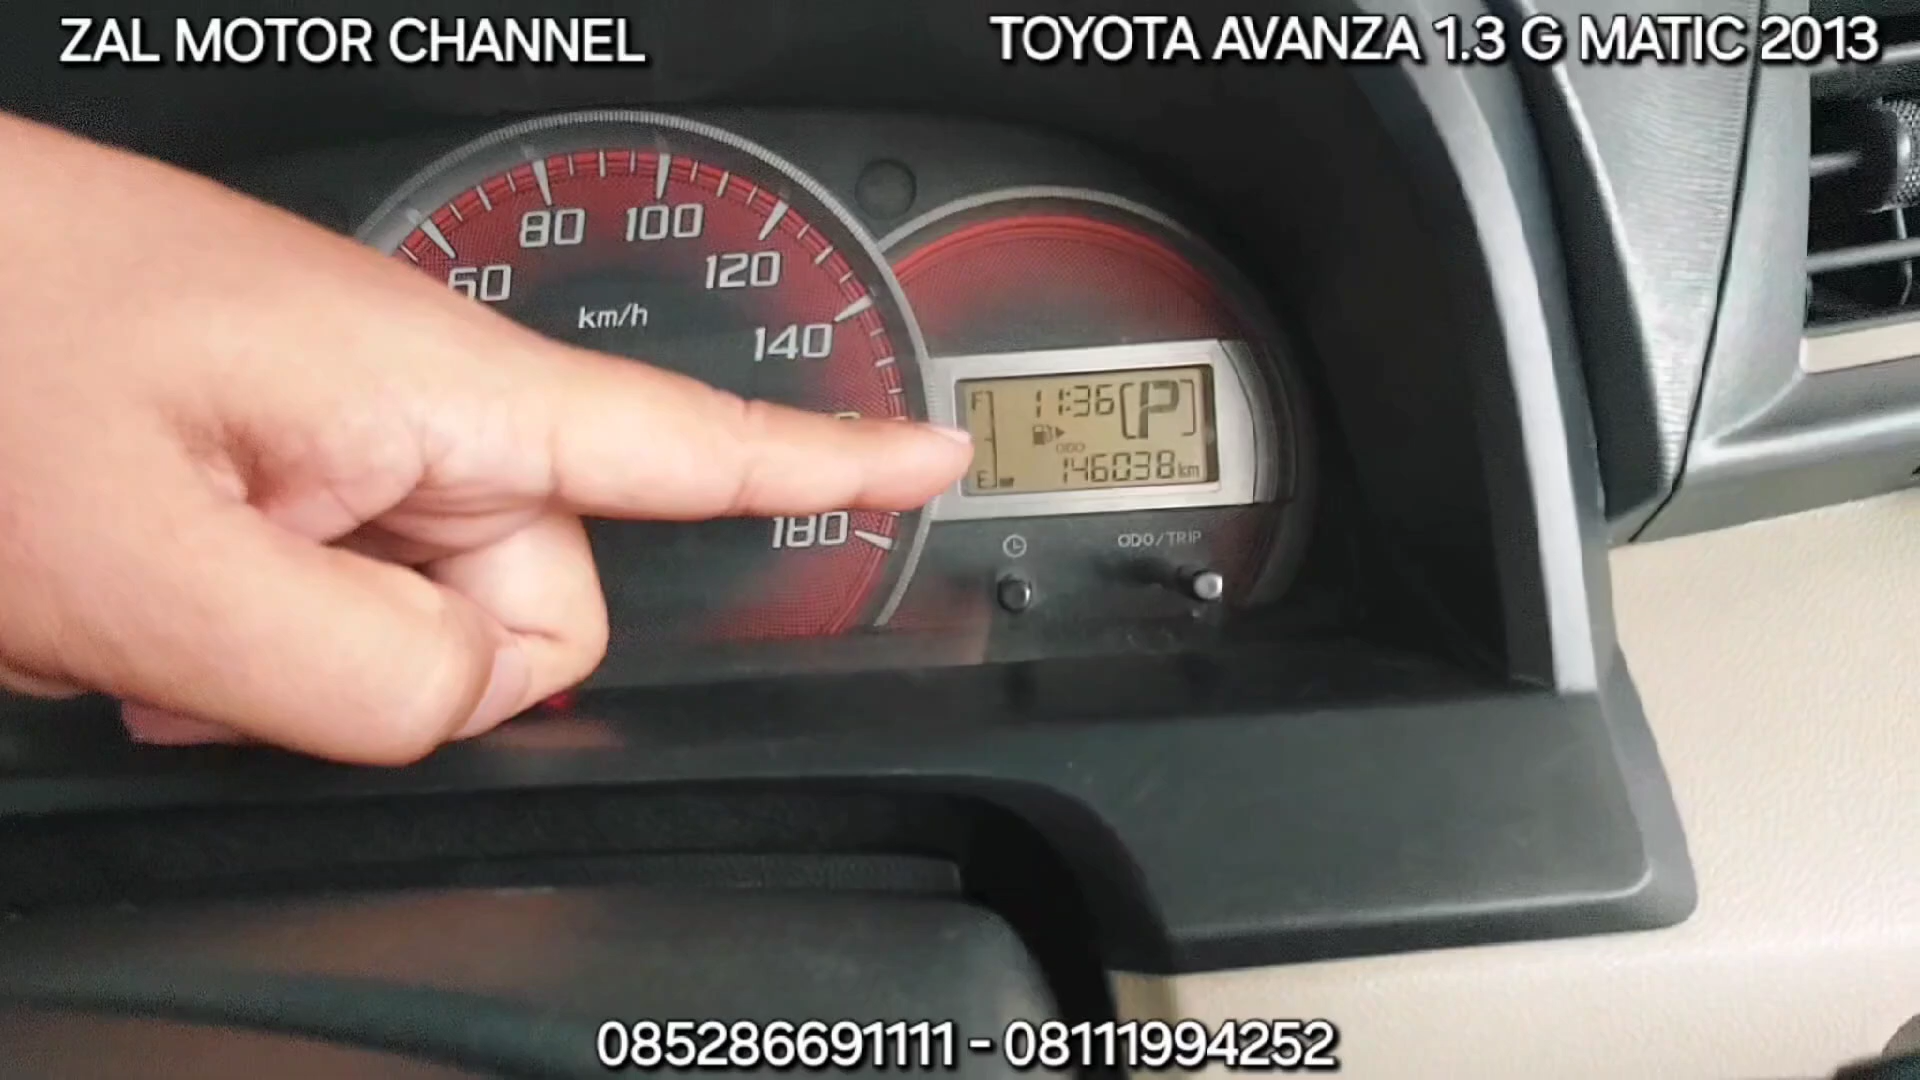 ZAL MOTOR CHANNEL
TOYOTA AVANZA 1.3 G MATIC 2013
80 100
60
120
km/h
140
180
F 11:36 [P]
ODO
E 146038 km
ODO/TRIP
085286691111 - 08111994252